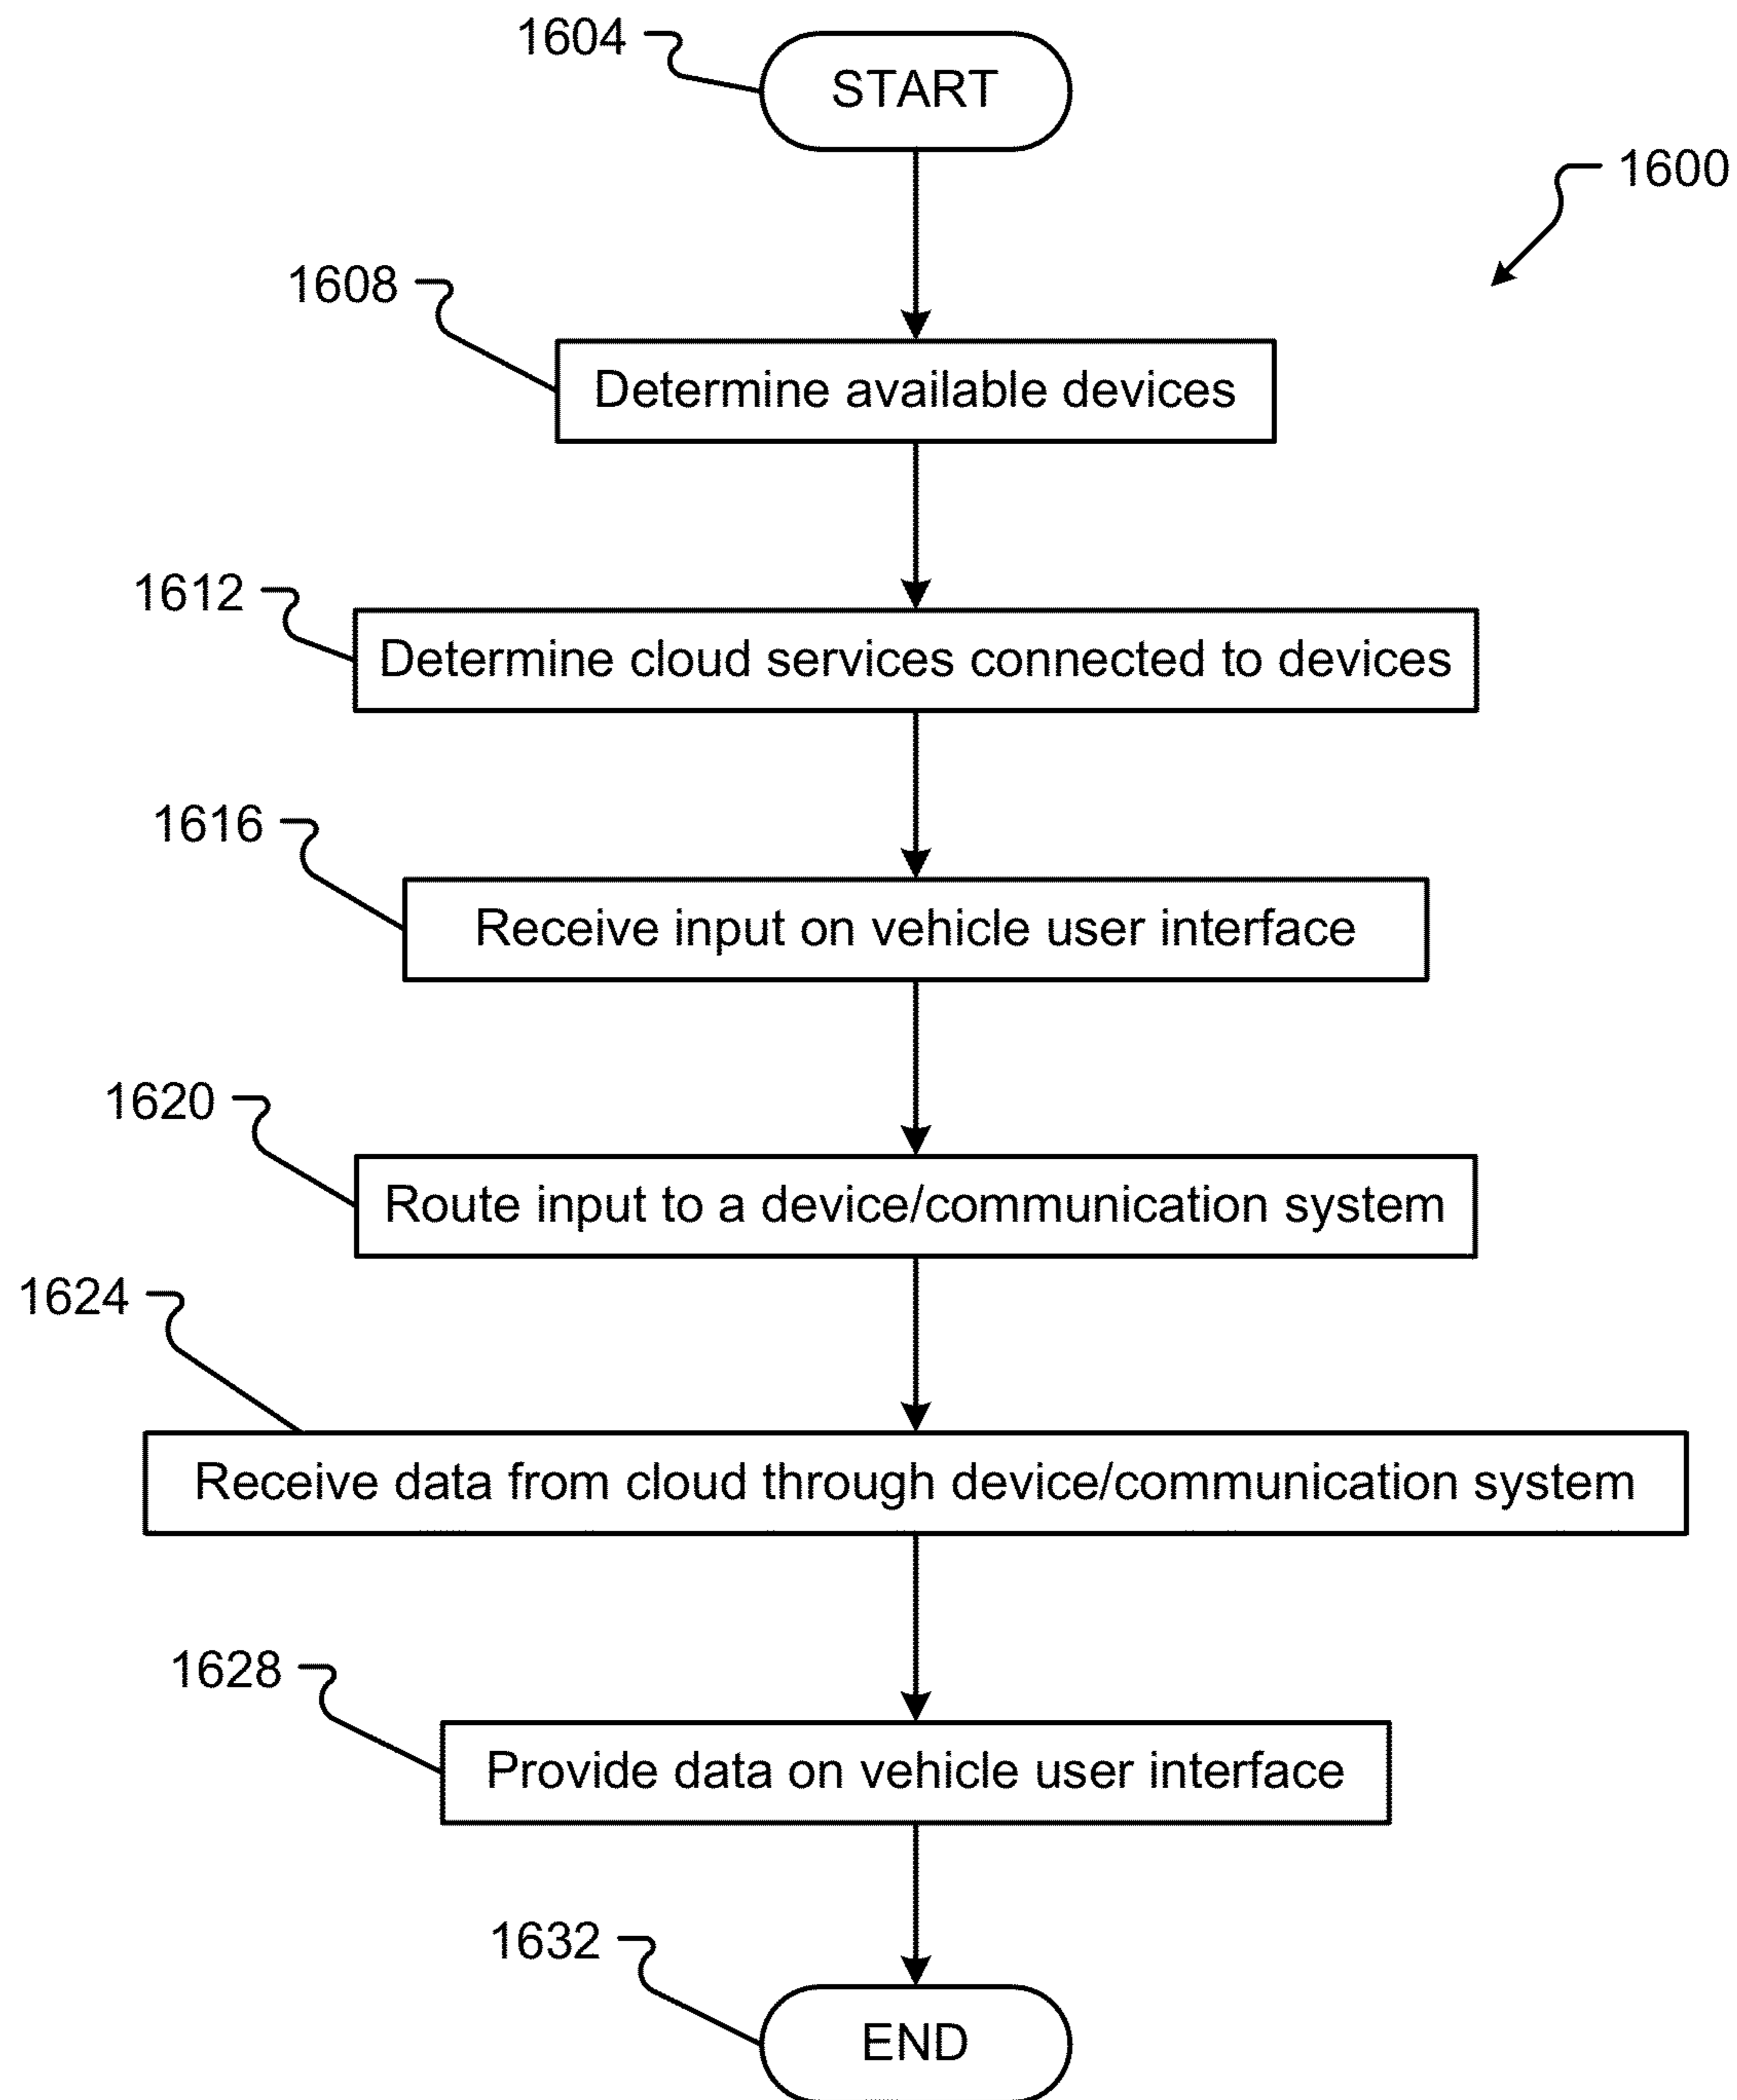 1604
START
1600
1608
Determine available devices
1612
Determine cloud services connected to devices
1616
Receive input on vehicle user interface
1620
Route input to a device/communication system
1624
Receive data from cloud through device/communication system
1628
Provide data on vehicle user interface
1632
END